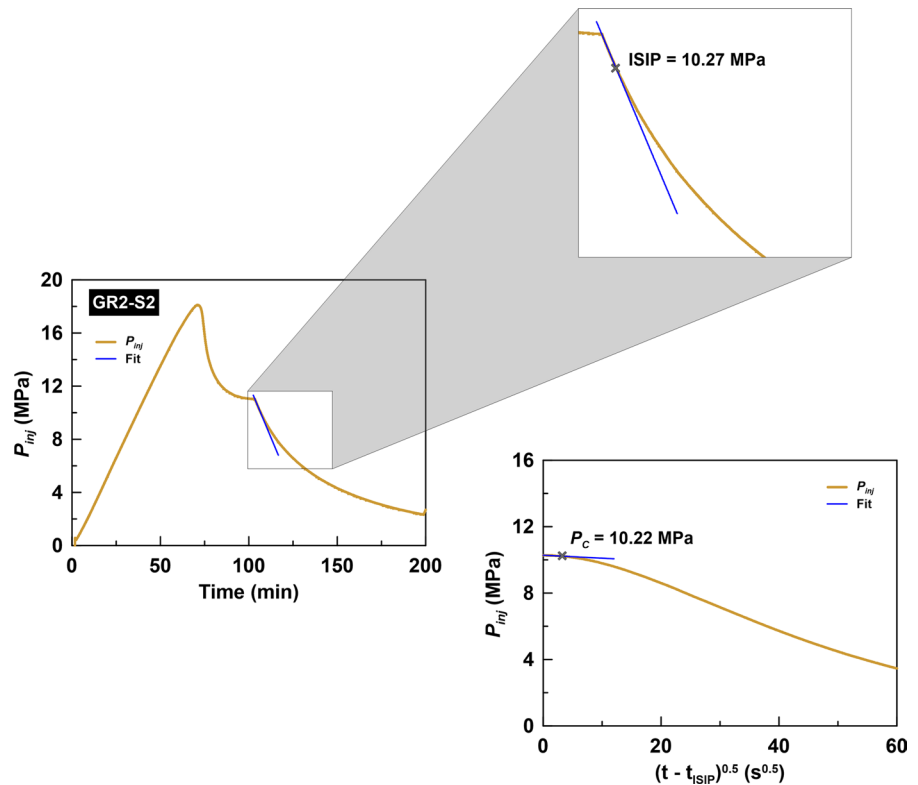 ISIP = 10.27 MPa
20
16
12
8
4
0
P_inj (MPa)
GR2-S2
P_inj
Fit
0
50
100
150
200
Time (min)
16
12
8
4
0
P_inj (MPa)
P_inj
Fit
P_C = 10.22 MPa
0
20
40
60
(t - t_ISIP)^0.5 (s^0.5)